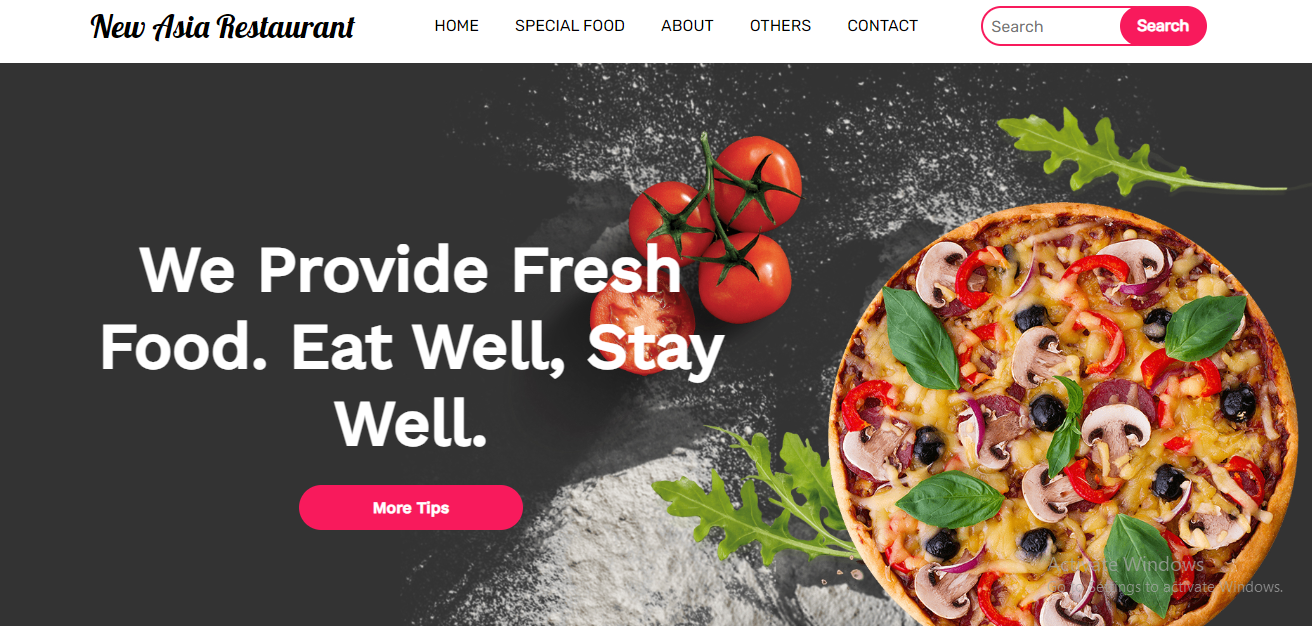 New Asia Restaurant
HOME SPECIAL FOOD ABOUT OTHERS CONTACT
Search Search
We Provide Fresh
Food. Eat Well, Stay
Well.
More Tips
Activate Windows
Go to Settings to activate Windows.